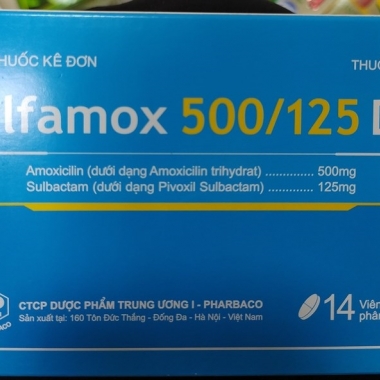 THUỐC KÊ ĐƠN
THUỐ
lfamox 500/125
Amoxicilin (dưới dạng Amoxicilin trihydrat) ............. 500mg
Sulbactam (dưới dạng Pivoxil Sulbactam) ............ 125mg
CTCP DƯỢC PHẨM TRUNG ƯƠNG I - PHARBACO
Sản xuất tại: 160 Tôn Đức Thắng - Đống Đa - Hà Nội - Việt Nam
14 Viên
phân